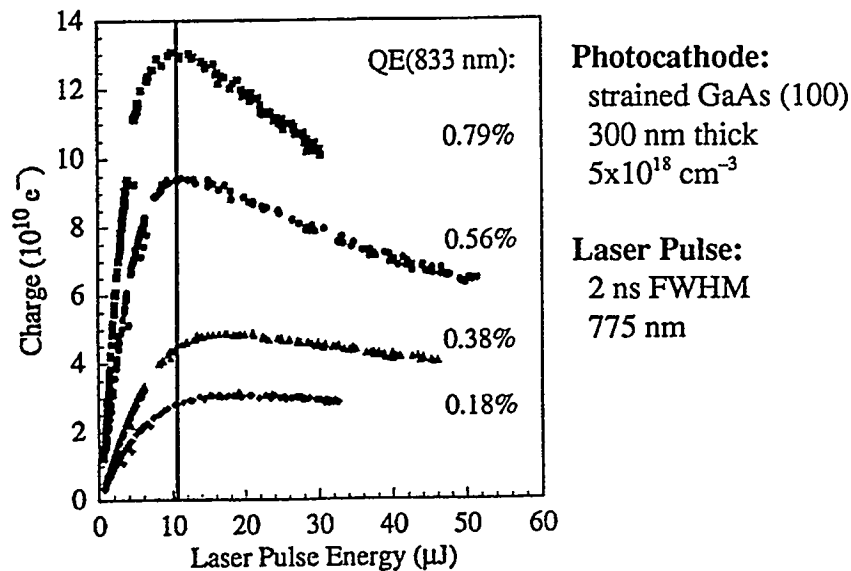 14
12
10
8
6
4
2
0
Charge (10¹⁰ e⁻)
0 10 20 30 40 50 60
Laser Pulse Energy (μJ)
QE(833 nm):
0.79%
0.56%
0.38%
0.18%
Photocathode:
strained GaAs (100)
300 nm thick
5x10¹⁸ cm⁻³
Laser Pulse:
2 ns FWHM
775 nm